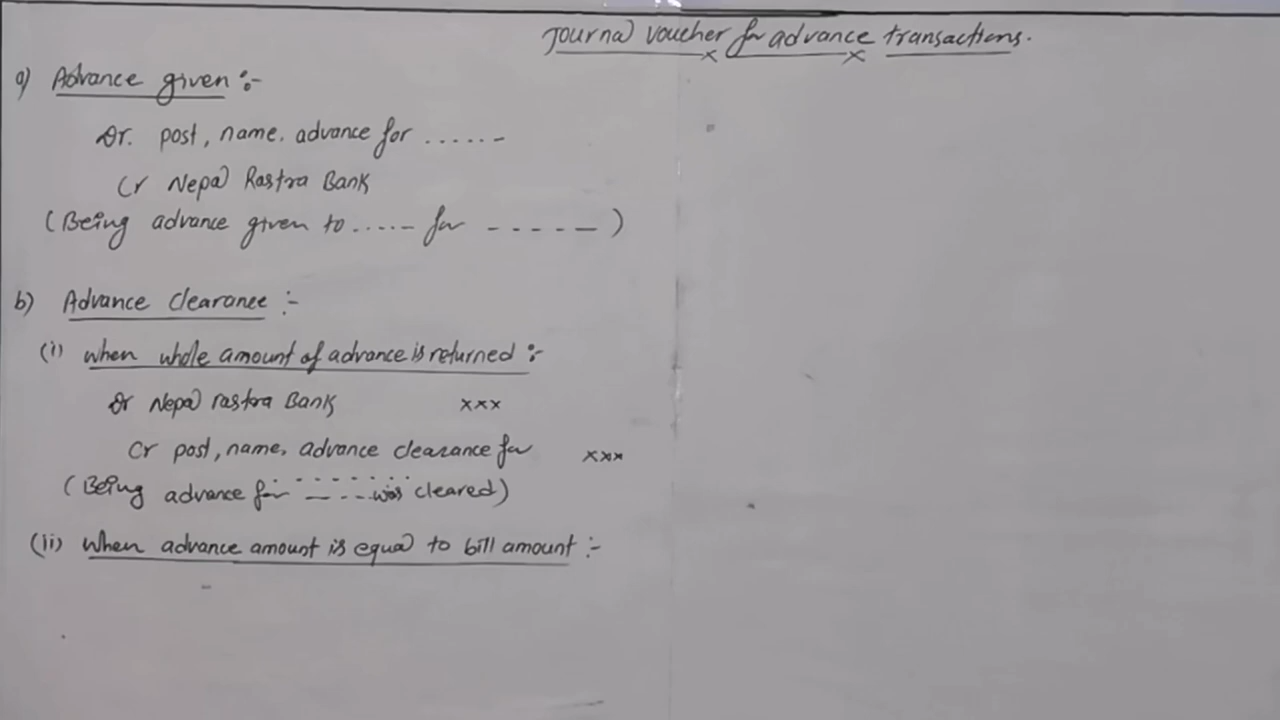 Journal voucher for advance transactions.
a) Advance given :-
Dr. post, name, advance for ......
Cr Nepal Rastra Bank
(Being advance given to ..... for -----)
b) Advance clearance :-
(i) when whole amount of advance is returned :-
Dr Nepal rastra Bank xxx
Cr post, name, advance clearance for ....... xxx
(Being advance for ----- was cleared)
(ii) when advance amount is equal to bill amount :-